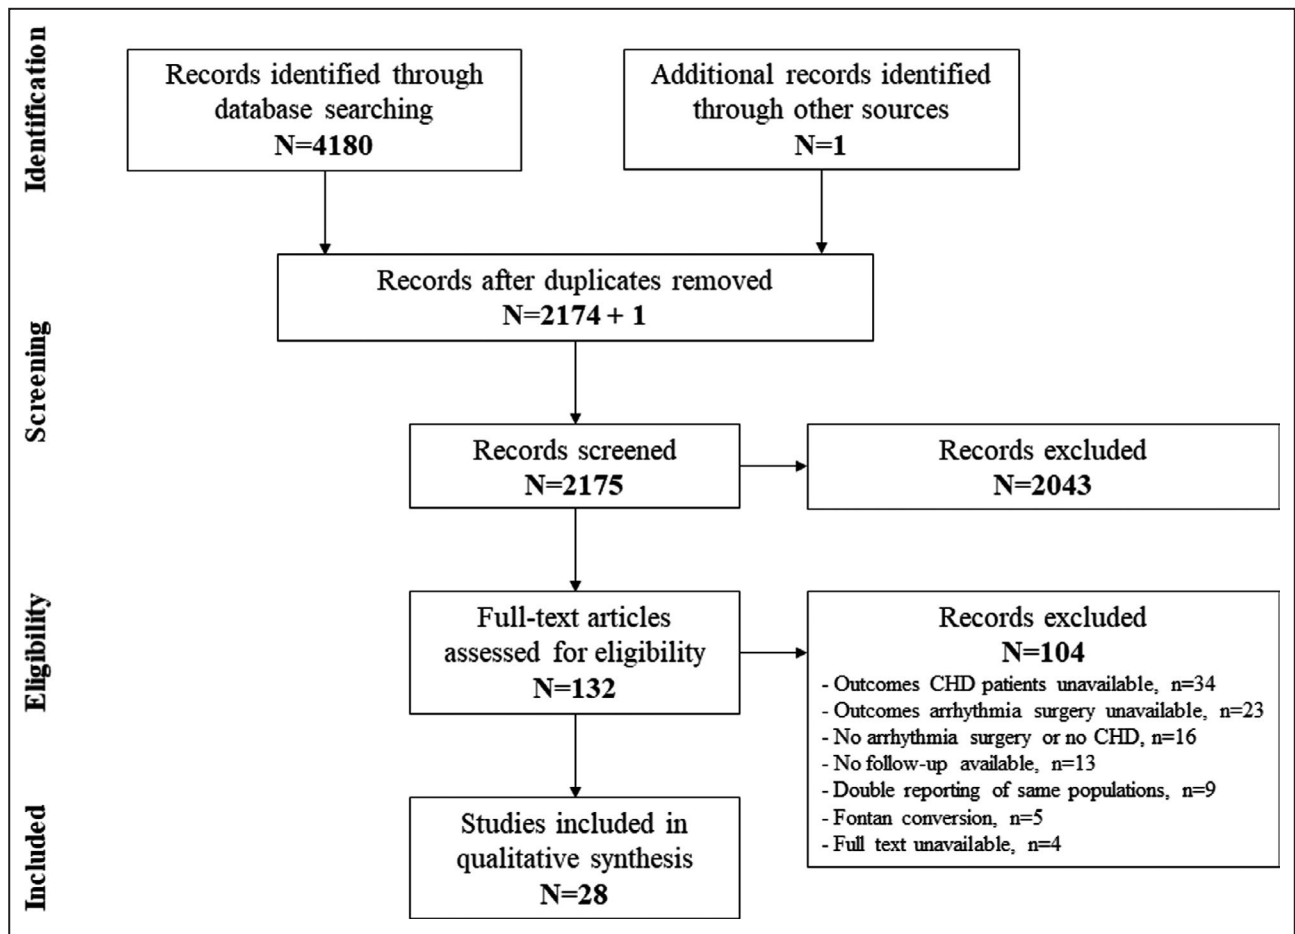 Identification
Records identified through
database searching
N=4180
Additional records identified
through other sources
N=1
Screening
Records after duplicates removed
N=2174 + 1
Records screened
N=2175
Records excluded
N=2043
Eligibility
Full-text articles
assessed for eligibility
N=132
Records excluded
N=104
- Outcomes CHD patients unavailable, n=34
- Outcomes arrhythmia surgery unavailable, n=23
- No arrhythmia surgery or no CHD, n=16
- No follow-up available, n=13
- Double reporting of same populations, n=9
- Fontan conversion, n=5
- Full text unavailable, n=4
Included
Studies included in
qualitative synthesis
N=28